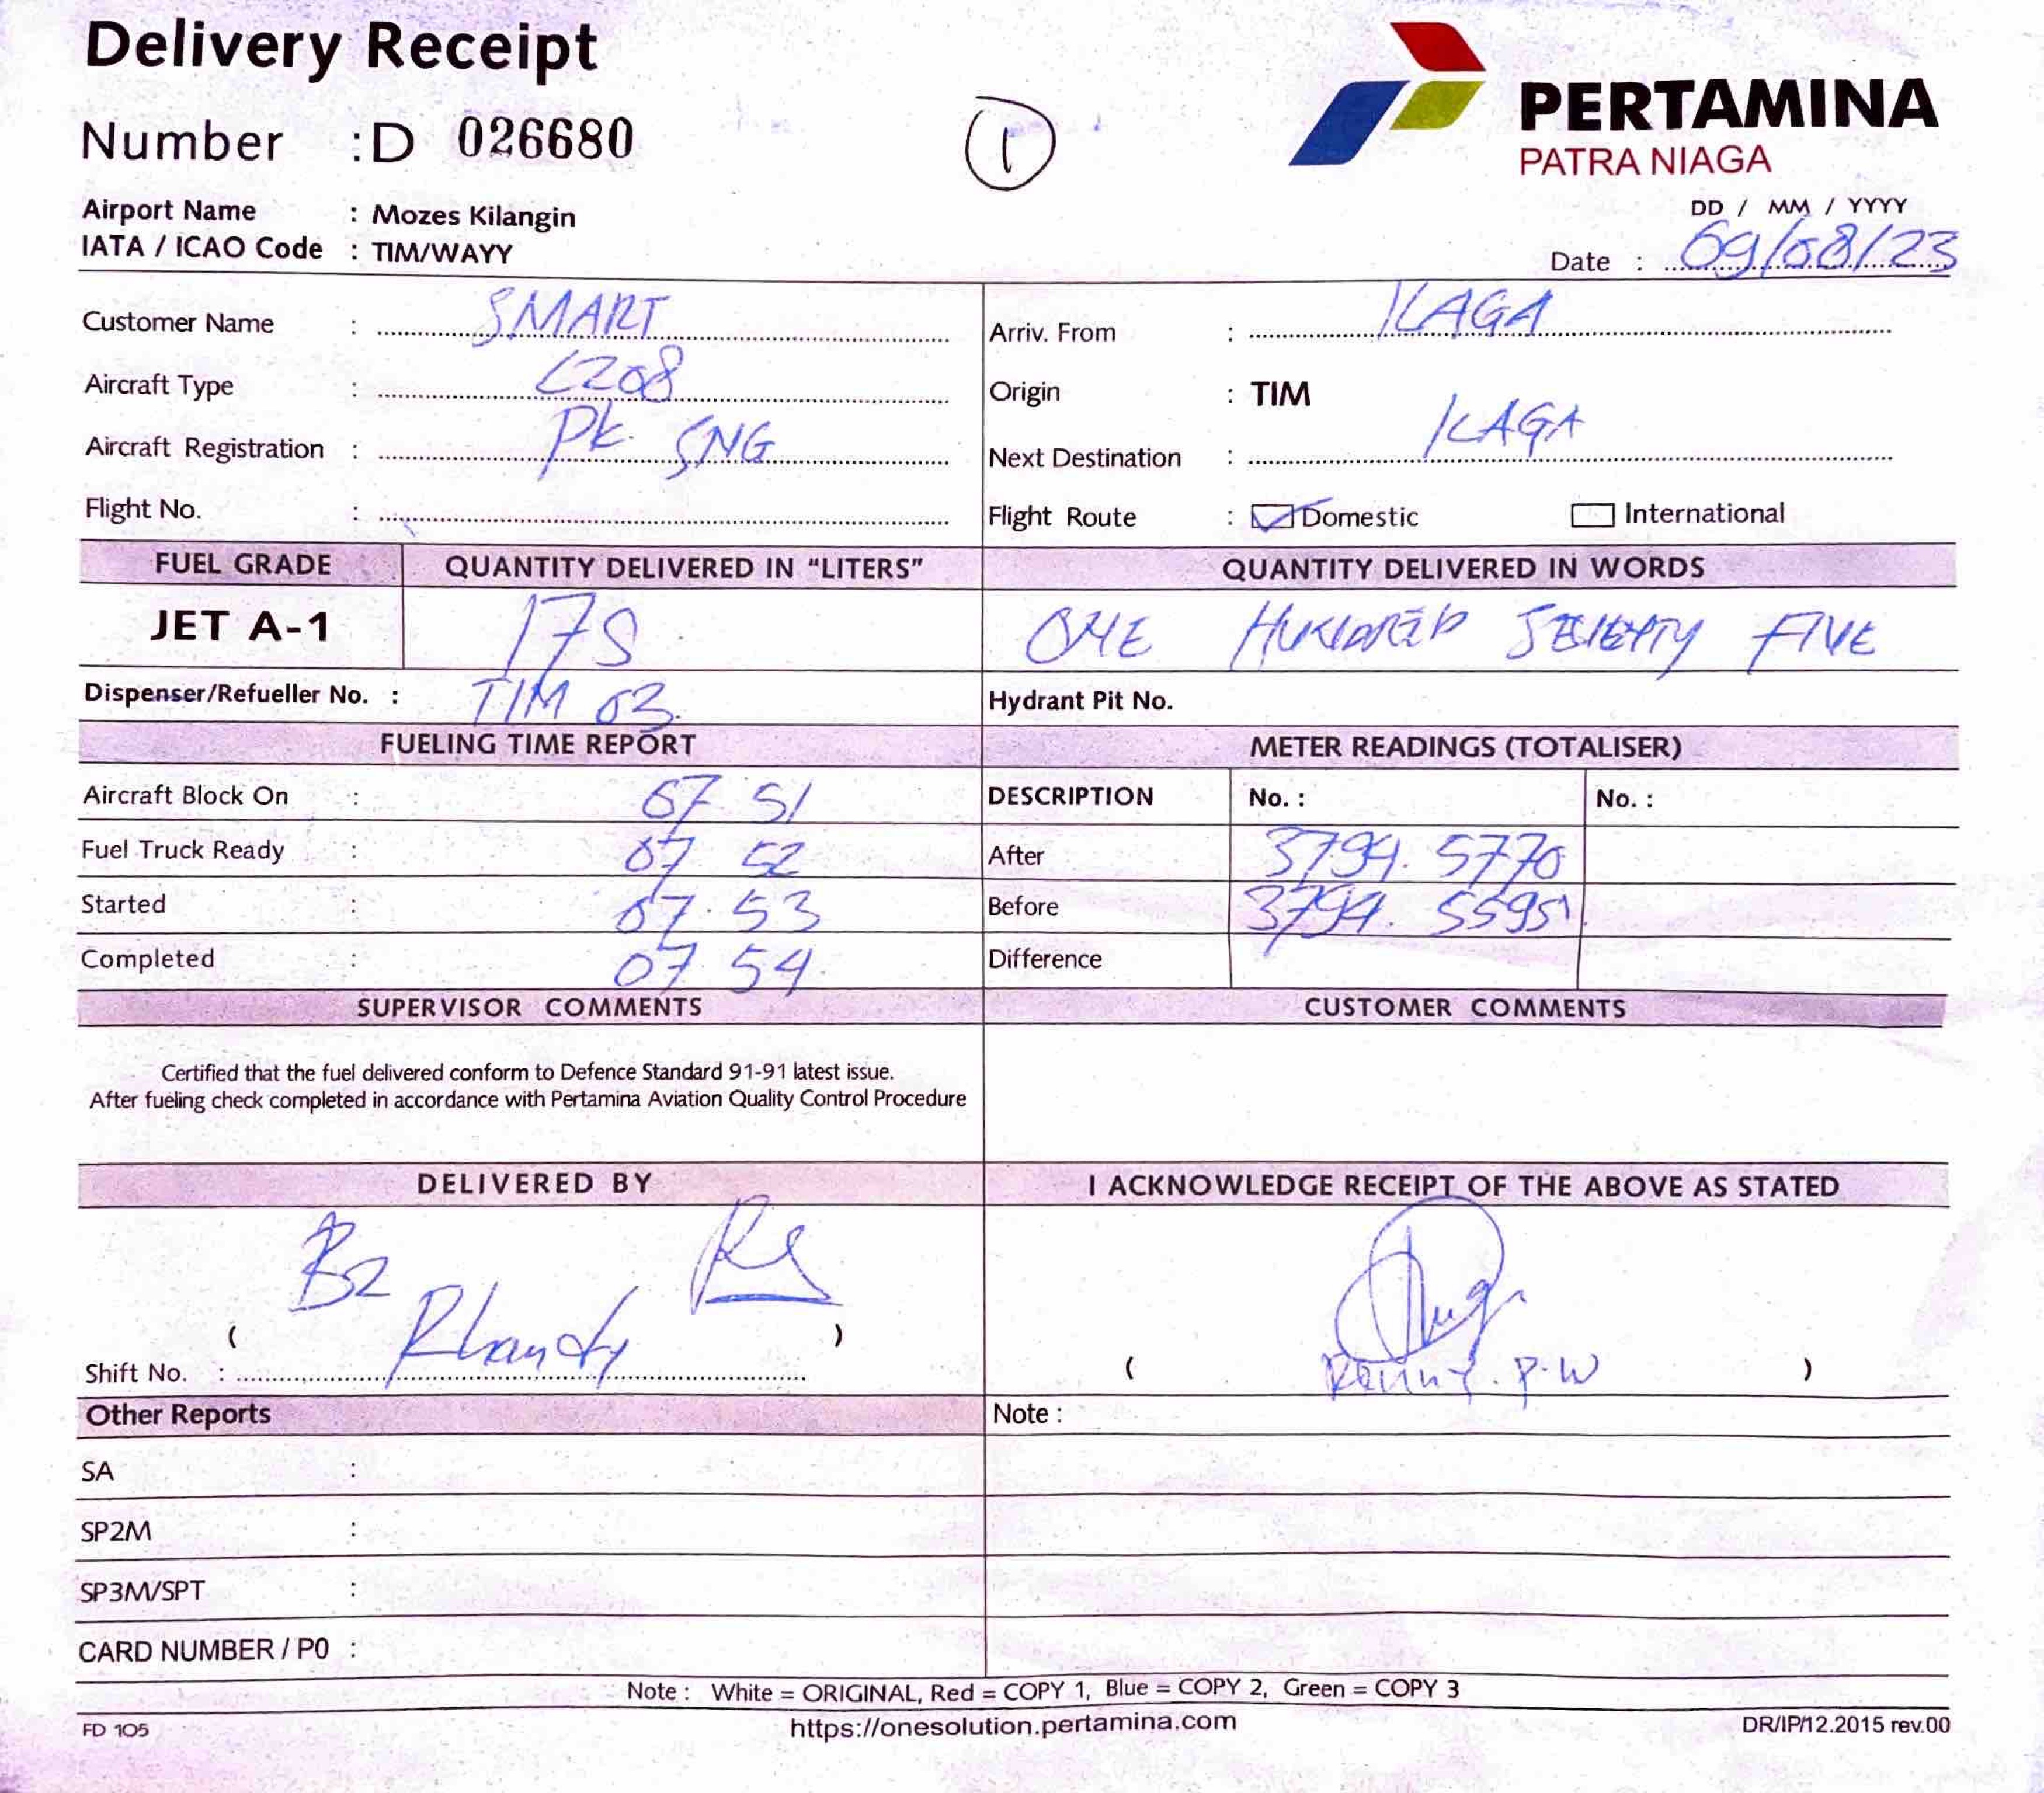 Delivery Receipt
Number : D 026680
1
PERTAMINA
PATRA NIAGA
Airport Name : Mozes Kilangin
IATA / ICAO Code : TIM/WAYY
DD / MM / YYYY
Date : 09/08/23
Customer Name : SMART
Arriv. From : ILAGA
Aircraft Type : C208
Origin : TIM
Aircraft Registration : PK. SNG
Next Destination : ILAGA
Flight No. :
Flight Route : Domestic International
FUEL GRADE QUANTITY DELIVERED IN "LITERS" QUANTITY DELIVERED IN WORDS
JET A-1 175 ONE HUNDRED SEVENTY FIVE
Dispenser/Refueller No. : TIM 03 Hydrant Pit No.
FUELING TIME REPORT METER READINGS (TOTALISER)
Aircraft Block On : 07 51 DESCRIPTION No. : No. :
Fuel Truck Ready : 07 52 After 3794. 5770
Started : 07. 53 Before 3794. 5595
Completed : 07. 54 Difference
SUPERVISOR COMMENTS CUSTOMER COMMENTS
Certified that the fuel delivered conform to Defence Standard 91-91 latest issue.
After fueling check completed in accordance with Pertamina Aviation Quality Control Procedure
DELIVERED BY I ACKNOWLEDGE RECEIPT OF THE ABOVE AS STATED
B2
( Rhandy )
Shift No. :
( P.W )
Other Reports Note :
SA :
SP2M :
SP3M/SPT :
CARD NUMBER / P0 :
Note : White = ORIGINAL, Red = COPY 1, Blue = COPY 2, Green = COPY 3
FD 105 https://onesolution.pertamina.com DR/IP/12.2015 rev.00